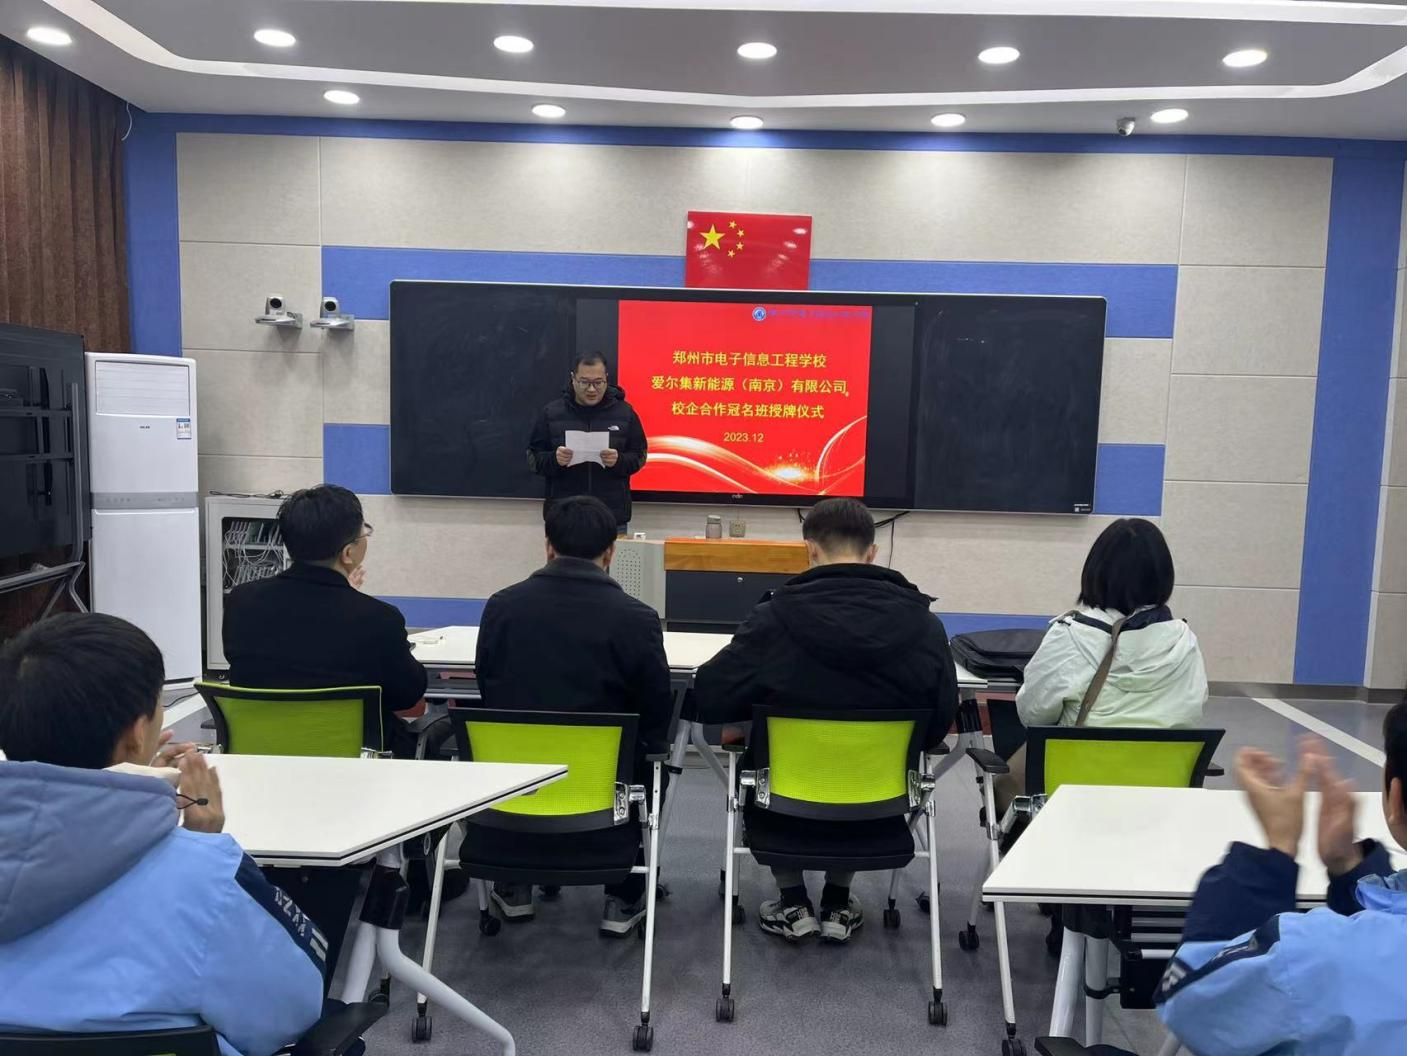 郑州市电子信息工程学校
爱尔集新能源（南京）有限公司
校企合作冠名班授牌仪式
2023.12